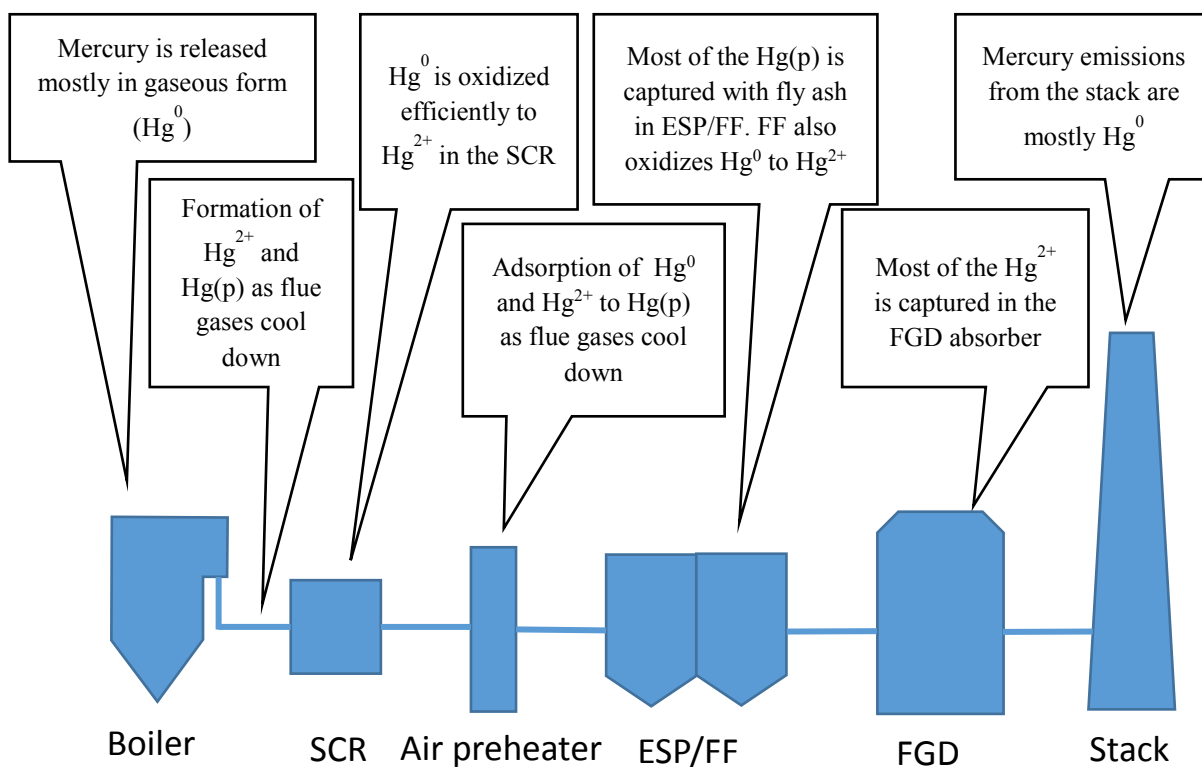 Mercury is released
mostly in gaseous form
(Hg⁰)
Formation of
Hg²⁺ and
Hg(p) as flue
gases cool
down
Hg⁰ is oxidized
efficiently to
Hg²⁺ in the SCR
Adsorption of Hg⁰
and Hg²⁺ to Hg(p)
as flue gases cool
down
Most of the Hg(p) is
captured with fly ash
in ESP/FF. FF also
oxidizes Hg⁰ to Hg²⁺
Most of the Hg²⁺
is captured in the
FGD absorber
Mercury emissions
from the stack are
mostly Hg⁰
Boiler
SCR
Air preheater
ESP/FF
FGD
Stack